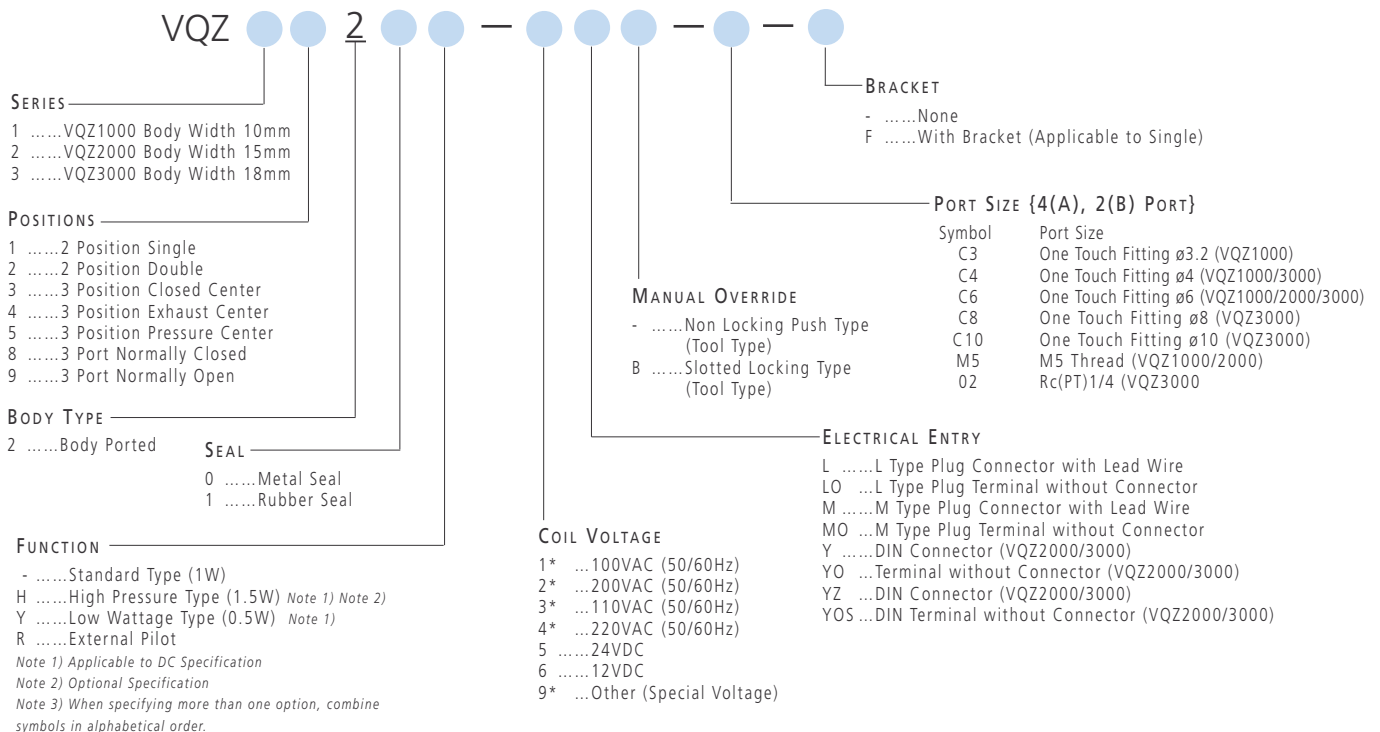 VQZ 2 — — —
SERIES
1 ......VQZ1000 Body Width 10mm
2 ......VQZ2000 Body Width 15mm
3 ......VQZ3000 Body Width 18mm
POSITIONS
1 ......2 Position Single
2 ......2 Position Double
3 ......3 Position Closed Center
4 ......3 Position Exhaust Center
5 ......3 Position Pressure Center
8 ......3 Port Normally Closed
9 ......3 Port Normally Open
BODY TYPE
2 ......Body Ported
SEAL
0 ......Metal Seal
1 ......Rubber Seal
FUNCTION
- ......Standard Type (1W)
H ......High Pressure Type (1.5W) Note 1) Note 2)
Y ......Low Wattage Type (0.5W) Note 1)
R ......External Pilot
Note 1) Applicable to DC Specification
Note 2) Optional Specification
Note 3) When specifying more than one option, combine
symbols in alphabetical order.
COIL VOLTAGE
1* ...100VAC (50/60Hz)
2* ...200VAC (50/60Hz)
3* ...110VAC (50/60Hz)
4* ...220VAC (50/60Hz)
5 ......24VDC
6 ......12VDC
9* ...Other (Special Voltage)
ELECTRICAL ENTRY
L ......L Type Plug Connector with Lead Wire
LO ...L Type Plug Terminal without Connector
M ......M Type Plug Connector with Lead Wire
MO ...M Type Plug Terminal without Connector
Y ......DIN Connector (VQZ2000/3000)
YO ...Terminal without Connector (VQZ2000/3000)
YZ ...DIN Connector (VQZ2000/3000)
YOS ...DIN Terminal without Connector (VQZ2000/3000)
MANUAL OVERRIDE
- ......Non Locking Push Type
(Tool Type)
B ......Slotted Locking Type
(Tool Type)
PORT SIZE {4(A), 2(B) PORT}
Symbol Port Size
C3 One Touch Fitting ø3.2 (VQZ1000)
C4 One Touch Fitting ø4 (VQZ1000/3000)
C6 One Touch Fitting ø6 (VQZ1000/2000/3000)
C8 One Touch Fitting ø8 (VQZ3000)
C10 One Touch Fitting ø10 (VQZ3000)
M5 M5 Thread (VQZ1000/2000)
02 Rc(PT)1/4 (VQZ3000
BRACKET
- ......None
F ......With Bracket (Applicable to Single)